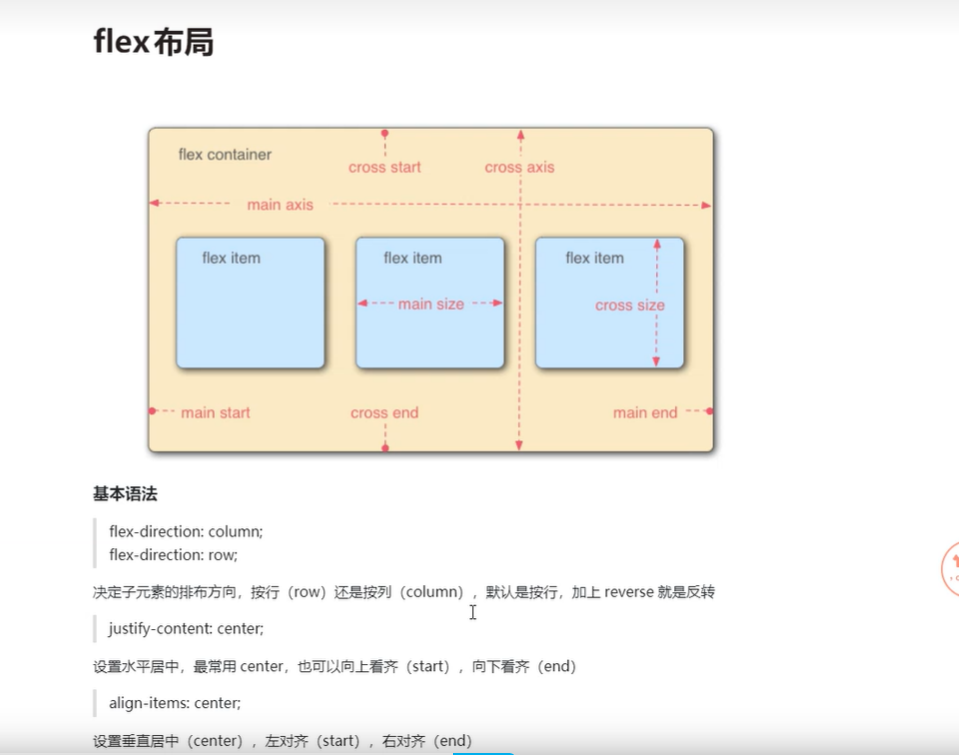 flex布局
flex container
cross start
cross axis
main axis
flex item
flex item
flex item
main size
cross size
main start
cross end
main end
基本语法
flex-direction: column;
flex-direction: row;
决定子元素的排布方向，按行（row）还是按列（column），默认是按行，加上 reverse 就是反转
justify-content: center;
设置水平居中，最常用 center，也可以向上看齐（start），向下看齐（end）
align-items: center;
设置垂直居中（center），左对齐（start），右对齐（end）